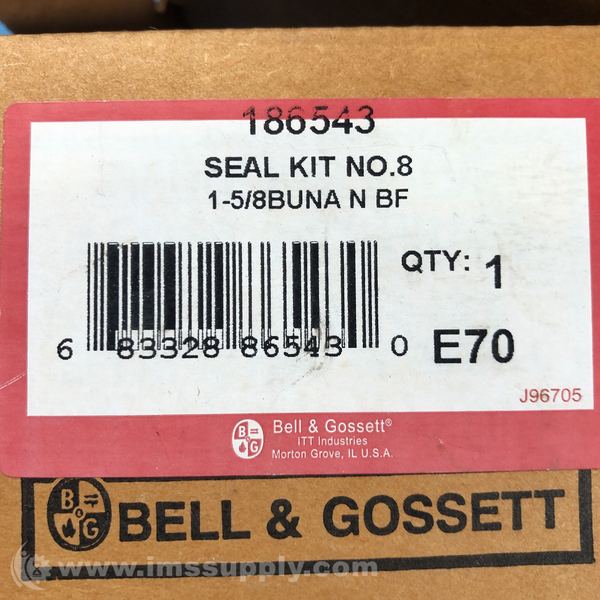 186543
SEAL KIT NO.8
1-5/8BUNA N BF
QTY: 1
6 83328 86543 0
E70
J96705
B&G
Bell & Gossett®
ITT Industries
Morton Grove, IL U.S.A.
B&G
BELL & GOSSETT
www.imssupply.com